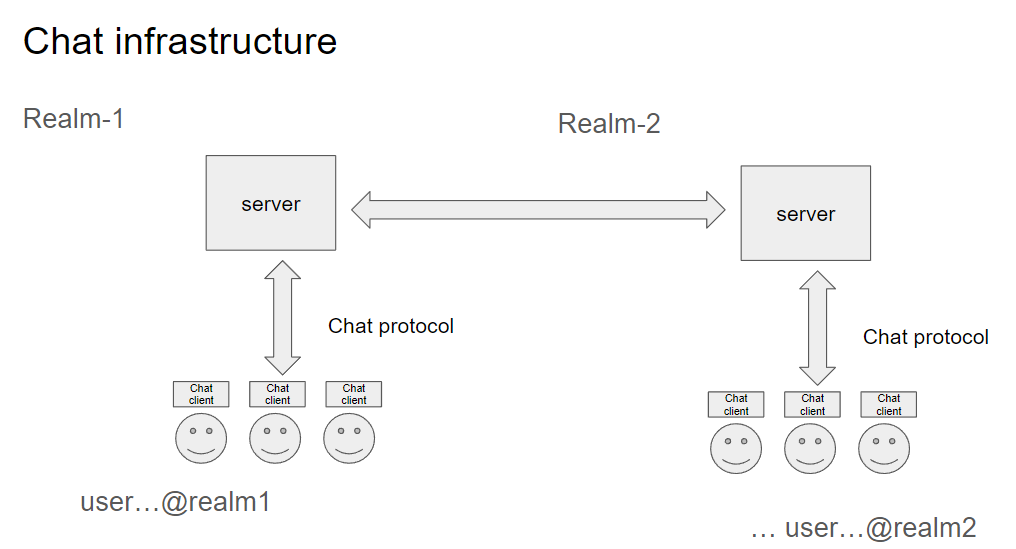 Chat infrastructure
Realm-1
Realm-2
server
server
Chat protocol
Chat protocol
Chat
client
Chat
client
Chat
client
Chat
client
Chat
client
Chat
client
user…@realm1
… user…@realm2